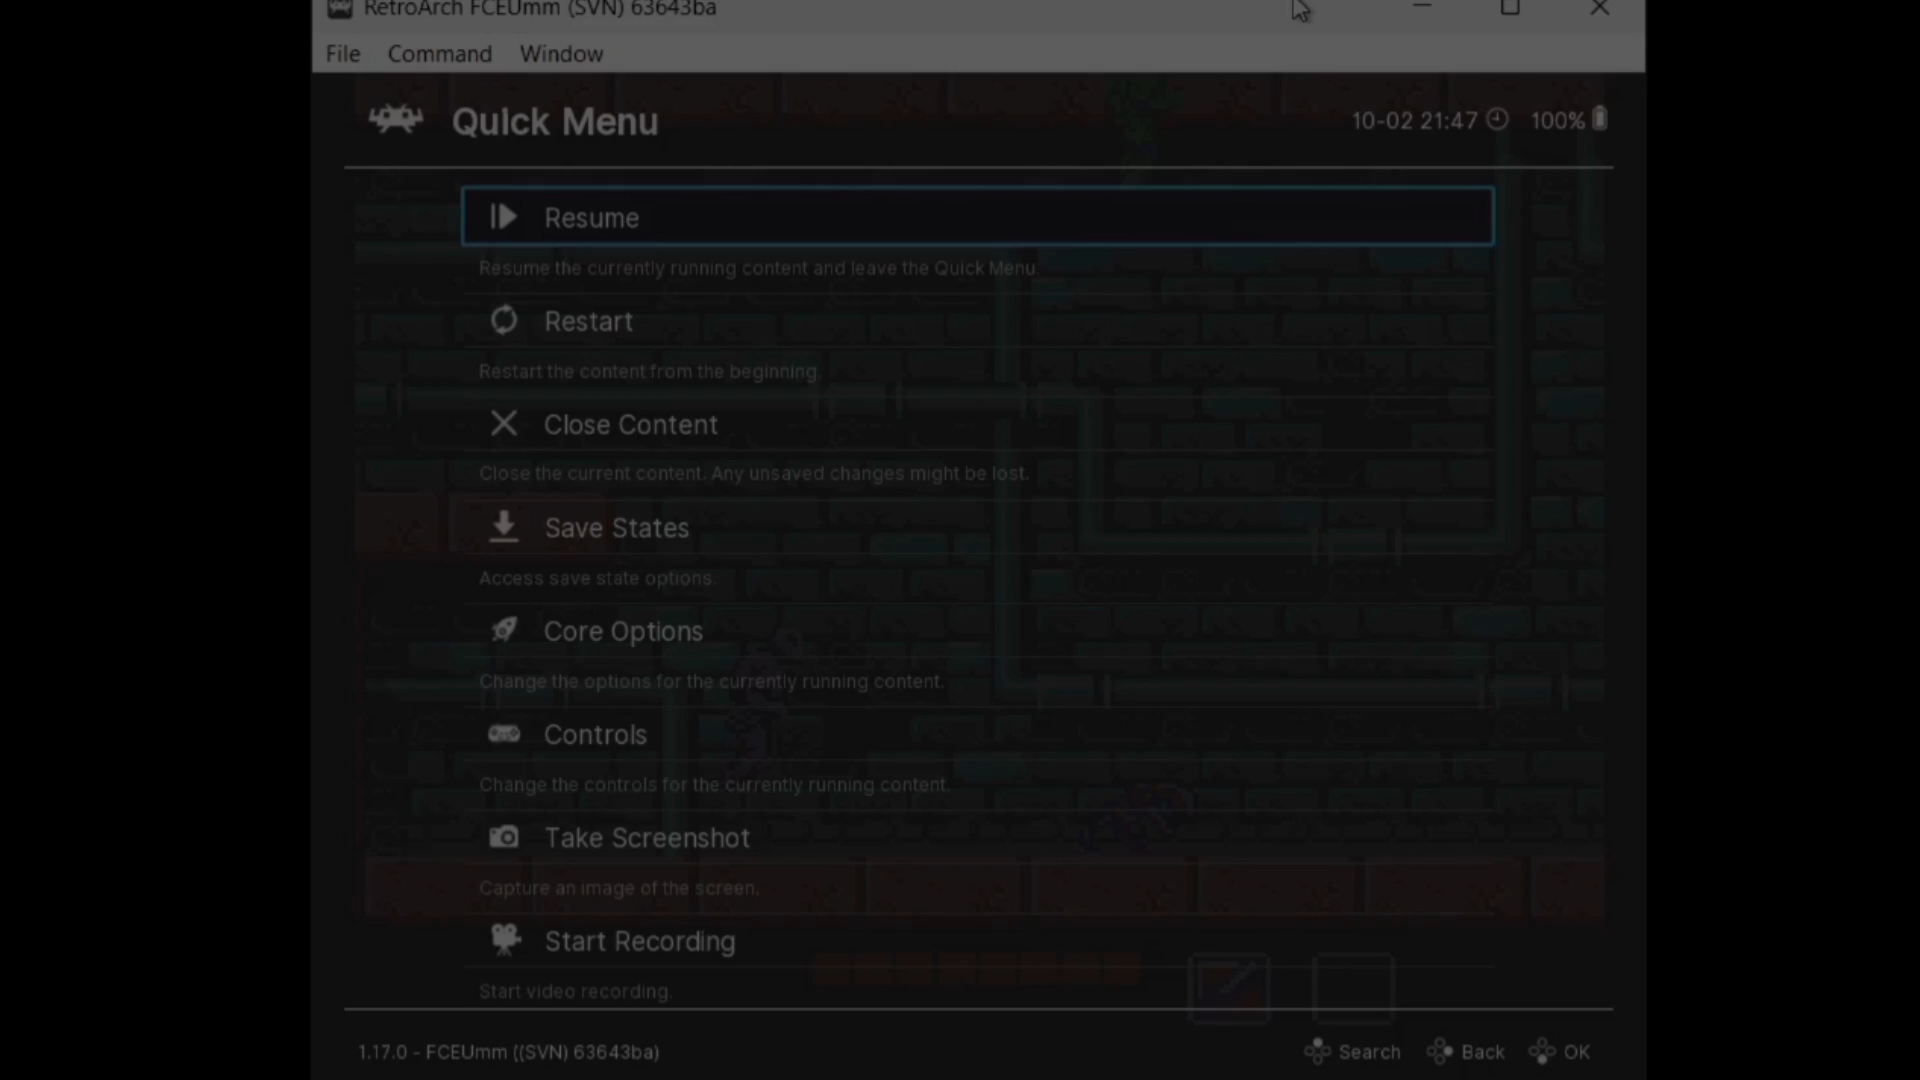 RetroArch FCEUmm (SVN) 63643ba
File Command Window
Quick Menu
10-02 21:47 100%
Resume
Resume the currently running content and leave the Quick Menu.
Restart
Restart the content from the beginning.
Close Content
Close the current content. Any unsaved changes might be lost.
Save States
Access save state options.
Core Options
Change the options for the currently running content.
Controls
Change the controls for the currently running content.
Take Screenshot
Capture an image of the screen.
Start Recording
Start video recording.
1.17.0 - FCEUmm ((SVN) 63643ba)
Search Back OK